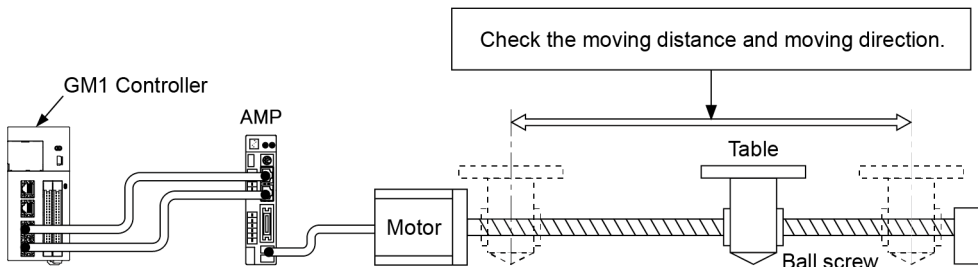 Check the moving distance and moving direction.
GM1 Controller
AMP
Table
Motor
Ball screw